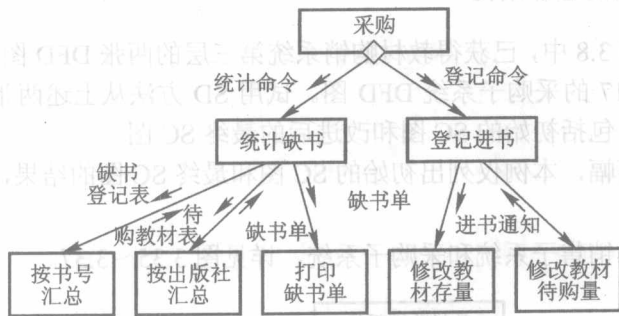 采购
统计命令
登记命令
统计缺书
登记进书
缺书
登记表
待
购教材表
缺书单
缺书单
进书通知
按书号
汇总
按出版社
汇总
打印
缺书单
修改教
材存量
修改教材
待购量